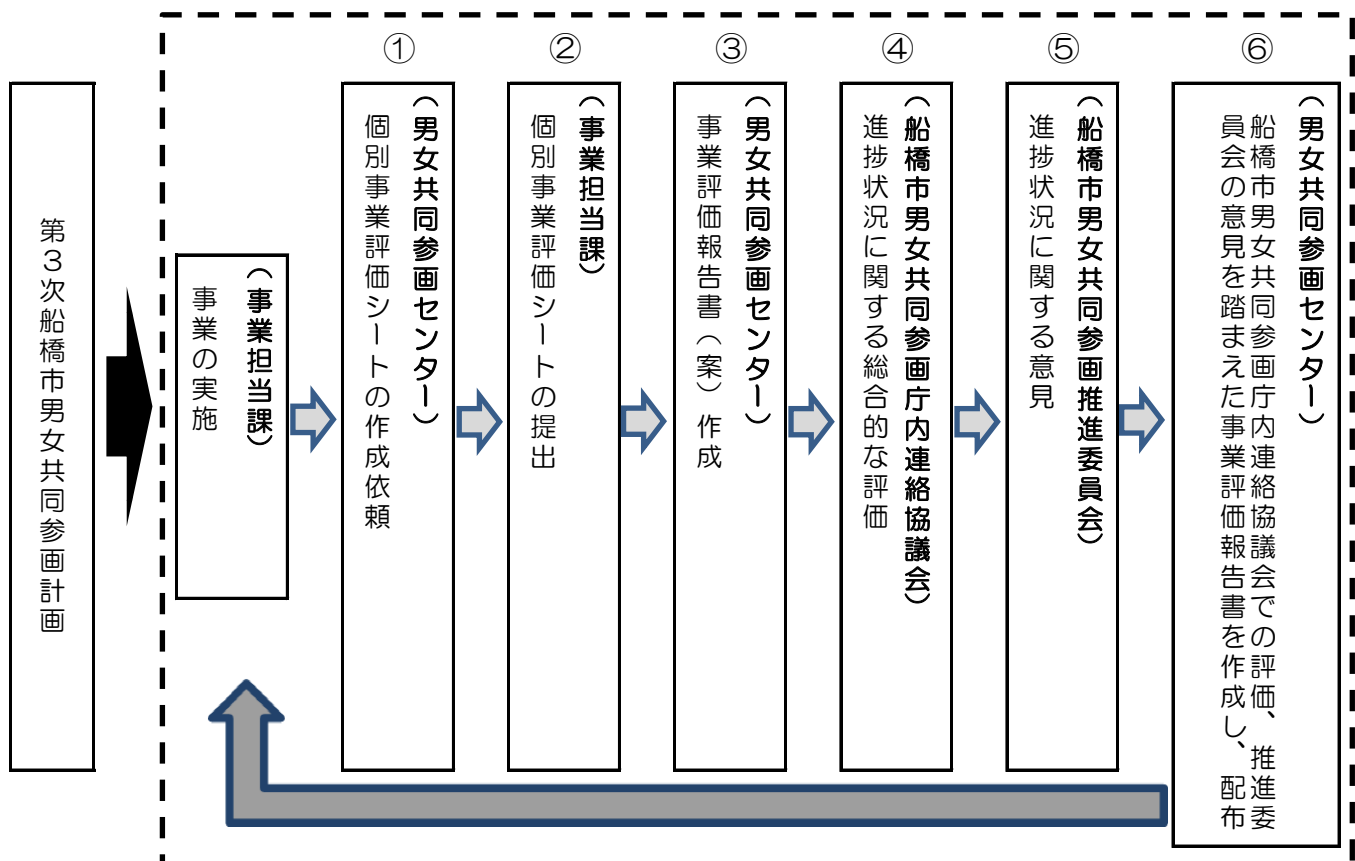 第３次船橋市男女共同参画計画
（事業担当課）
事業の実施
①
（男女共同参画センター）
個別事業評価シートの作成依頼
②
（事業担当課）
個別事業評価シートの提出
③
（男女共同参画センター）
事業評価報告書（案）作成
④
（船橋市男女共同参画庁内連絡協議会）
進捗状況に関する総合的な評価
⑤
（船橋市男女共同参画推進委員会）
進捗状況に関する意見
⑥
（男女共同参画センター）
船橋市男女共同参画庁内連絡協議会での評価、推進委
員会の意見を踏まえた事業評価報告書を作成し、配布